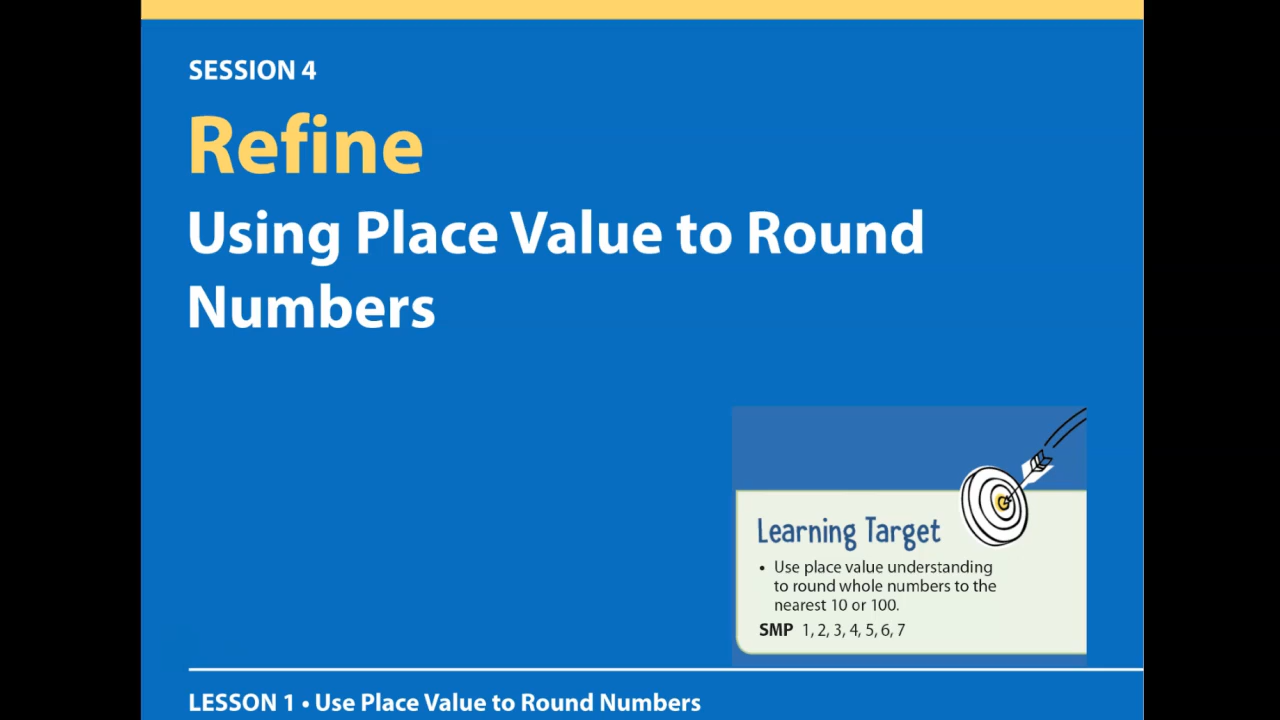 SESSION 4
Refine
Using Place Value to Round
Numbers
Learning Target
• Use place value understanding
to round whole numbers to the
nearest 10 or 100.
SMP 1, 2, 3, 4, 5, 6, 7
LESSON 1 • Use Place Value to Round Numbers